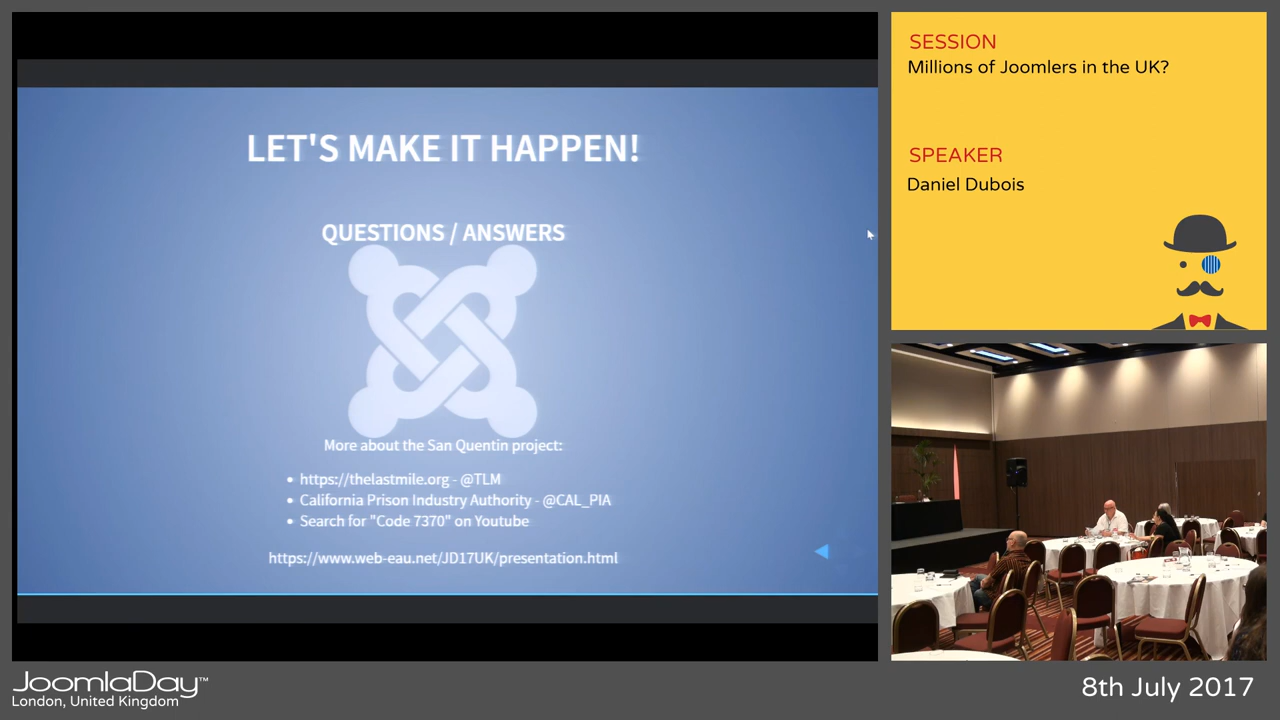 LET'S MAKE IT HAPPEN!
QUESTIONS / ANSWERS
More about the San Quentin project:
• https://thelastmile.org - @TLM
• California Prison Industry Authority - @CAL_PIA
• Search for "Code 7370" on Youtube
https://www.web-eau.net/JD17UK/presentation.html
SESSION
Millions of Joomlers in the UK?
SPEAKER
Daniel Dubois
JoomlaDay™
London, United Kingdom
8th July 2017